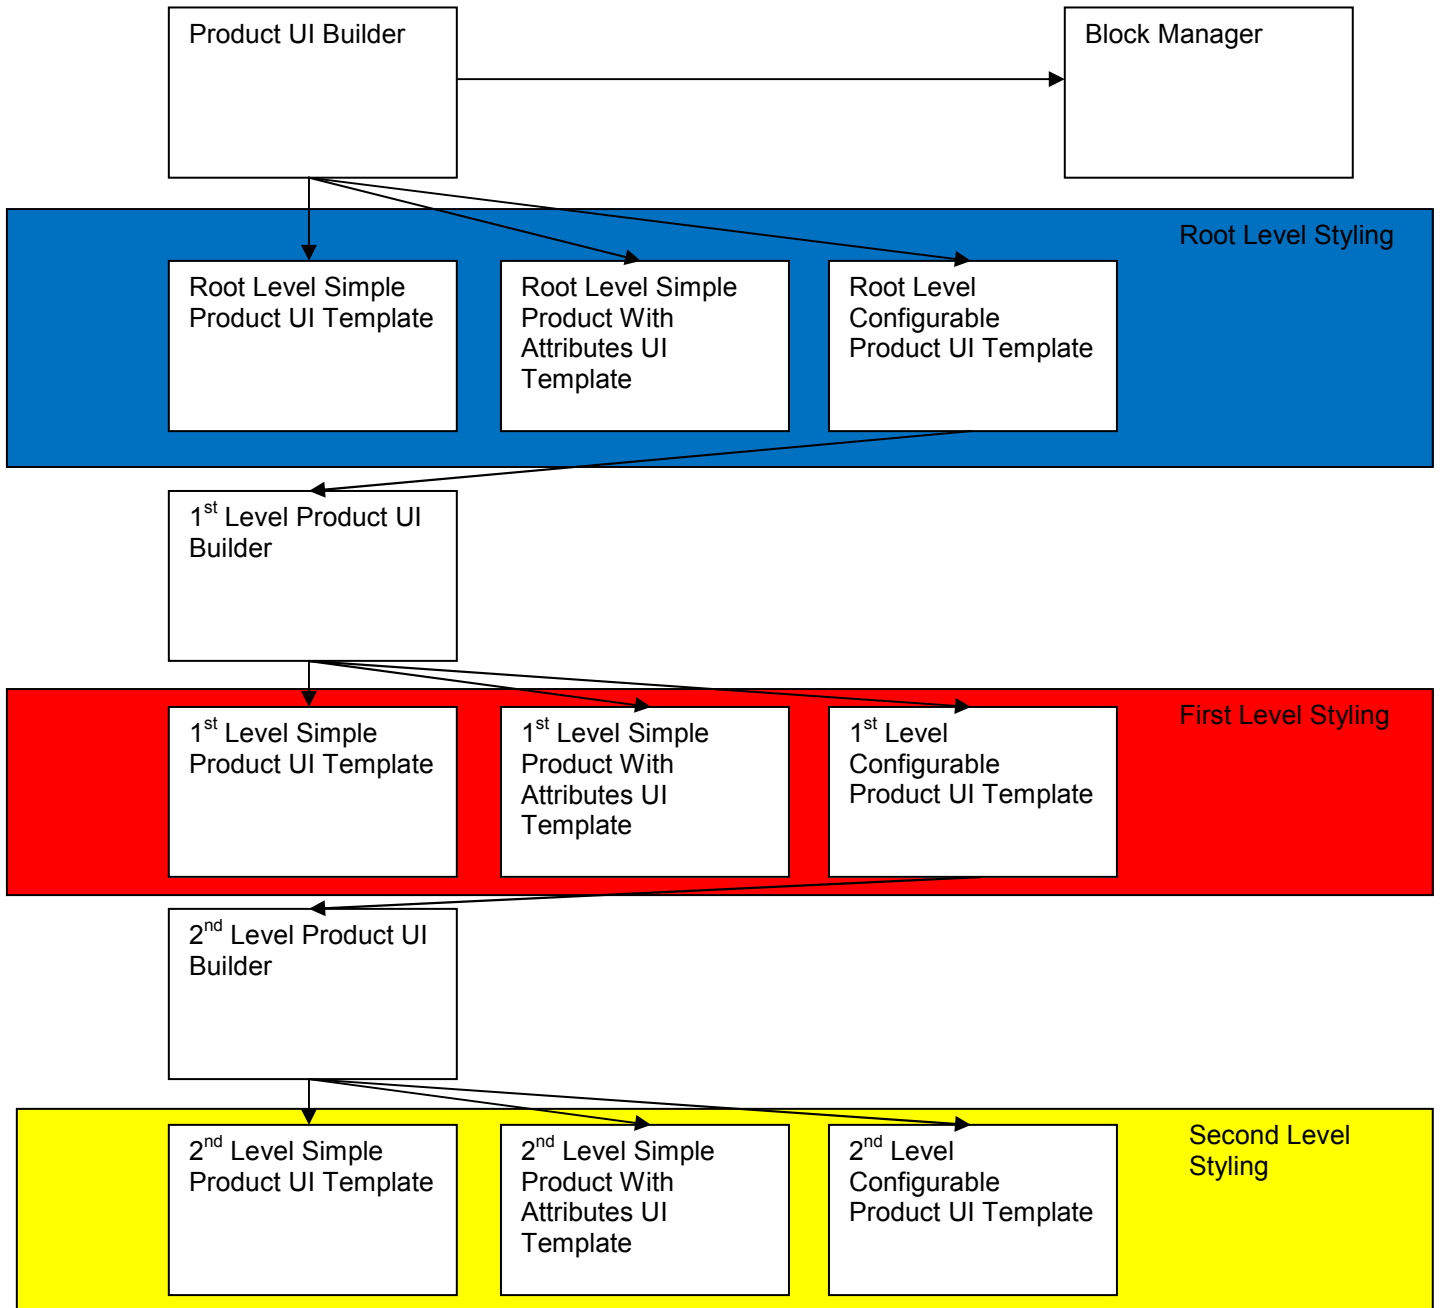 Product UI Builder
Block Manager
Root Level Styling
Root Level Simple
Product UI Template
Root Level Simple
Product With
Attributes UI
Template
Root Level
Configurable
Product UI Template
1st Level Product UI
Builder
First Level Styling
1st Level Simple
Product UI Template
1st Level Simple
Product With
Attributes UI
Template
1st Level
Configurable
Product UI Template
2nd Level Product UI
Builder
Second Level
Styling
2nd Level Simple
Product UI Template
2nd Level Simple
Product With
Attributes UI
Template
2nd Level
Configurable
Product UI Template